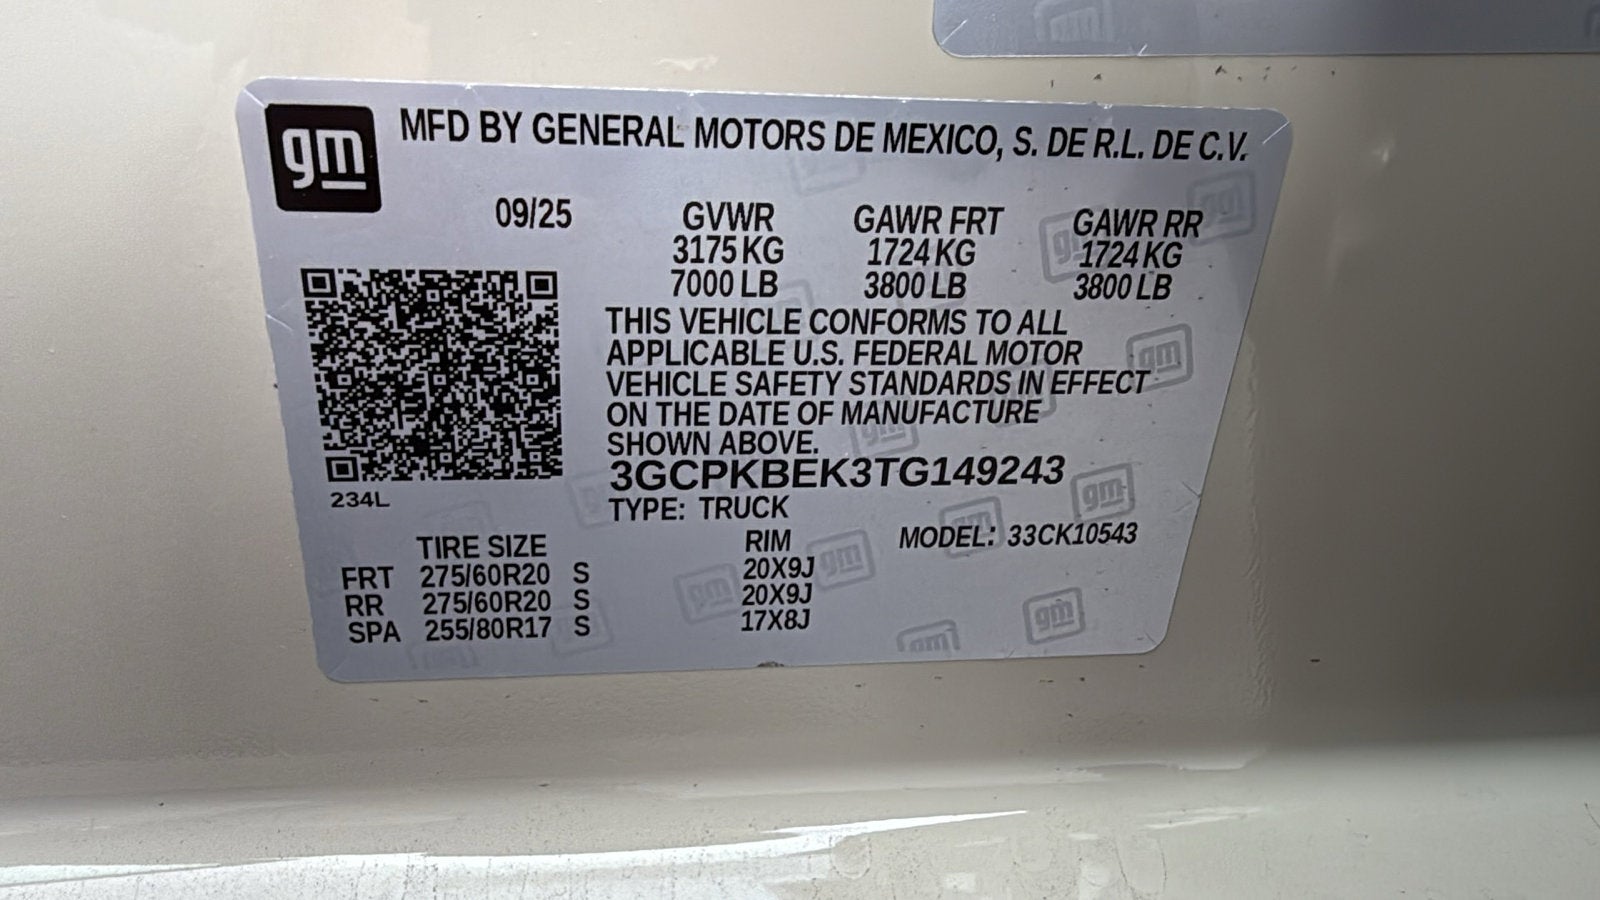 gm MFD BY GENERAL MOTORS DE MEXICO, S. DE R.L. DE C.V.
09/25 GVWR GAWR FRT GAWR RR
3175 KG 1724 KG 1724 KG
7000 LB 3800 LB 3800 LB
THIS VEHICLE CONFORMS TO ALL
APPLICABLE U.S. FEDERAL MOTOR
VEHICLE SAFETY STANDARDS IN EFFECT
ON THE DATE OF MANUFACTURE
SHOWN ABOVE.
3GCPKBEK3TG149243
234L
TYPE: TRUCK
TIRE SIZE RIM MODEL: 33CK10543
FRT 275/60R20 S 20X9J
RR 275/60R20 S 20X9J
SPA 255/80R17 S 17X8J